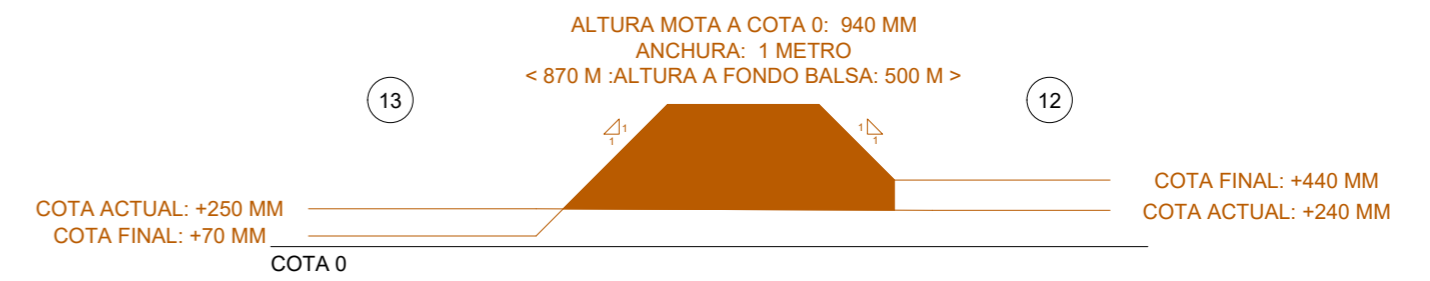 ALTURA MOTA A COTA 0: 940 MM
ANCHURA: 1 METRO
< 870 M :ALTURA A FONDO BALSA: 500 M >
13
12
1
1
1
1
COTA FINAL: +440 MM
COTA ACTUAL: +250 MM
COTA ACTUAL: +240 MM
COTA FINAL: +70 MM
COTA 0